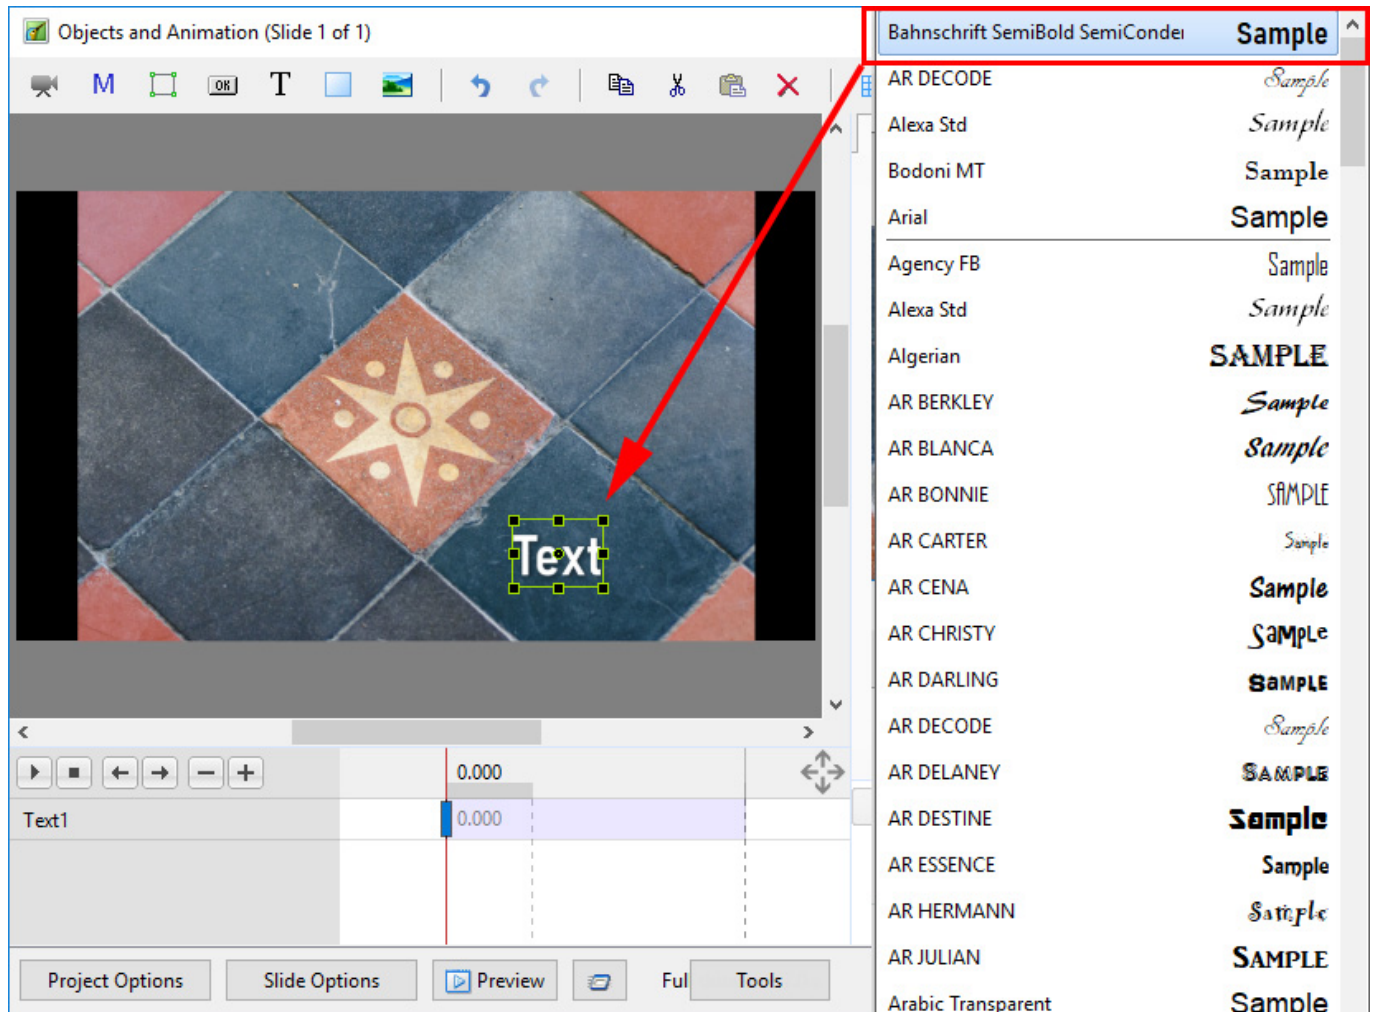 Objects and Animation (Slide 1 of 1)
M OK T
Text
0.000
Text1
0.000
Project Options
Slide Options
Preview
Ful
Tools
Bahnschrift SemiBold SemiConder Sample
AR DECODE Sample
Alexa Std Sample
Bodoni MT Sample
Arial Sample
Agency FB Sample
Alexa Std Sample
Algerian SAMPLE
AR BERKLEY Sample
AR BLANCA Sample
AR BONNIE SAMPLE
AR CARTER Sample
AR CENA Sample
AR CHRISTY SaMpLe
AR DARLING SaMPLE
AR DECODE Sample
AR DELANEY SAMPLE
AR DESTINE Sample
AR ESSENCE Sample
AR HERMANN Sample
AR JULIAN SAMPLE
Arabic Transparent Sample